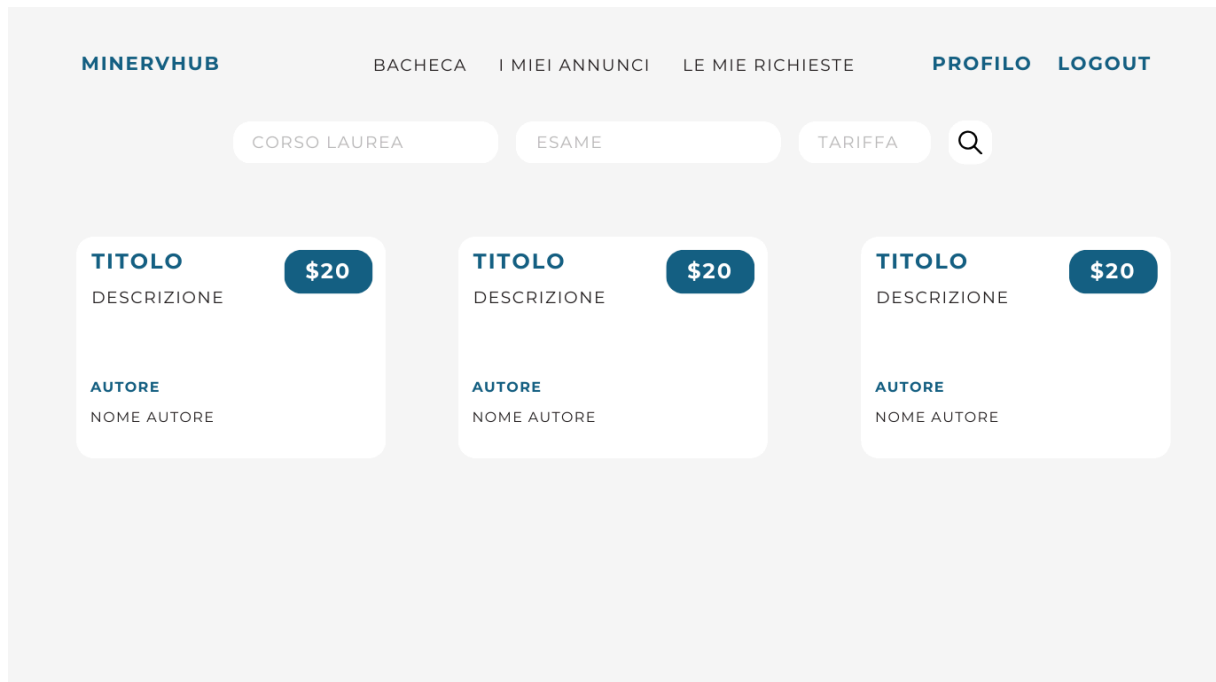 MINERVHUB BACHECA I MIEI ANNUNCI LE MIE RICHIESTE PROFILO LOGOUT
CORSO LAUREA ESAME TARIFFA
TITOLO $20
DESCRIZIONE
AUTORE
NOME AUTORE
TITOLO $20
DESCRIZIONE
AUTORE
NOME AUTORE
TITOLO $20
DESCRIZIONE
AUTORE
NOME AUTORE